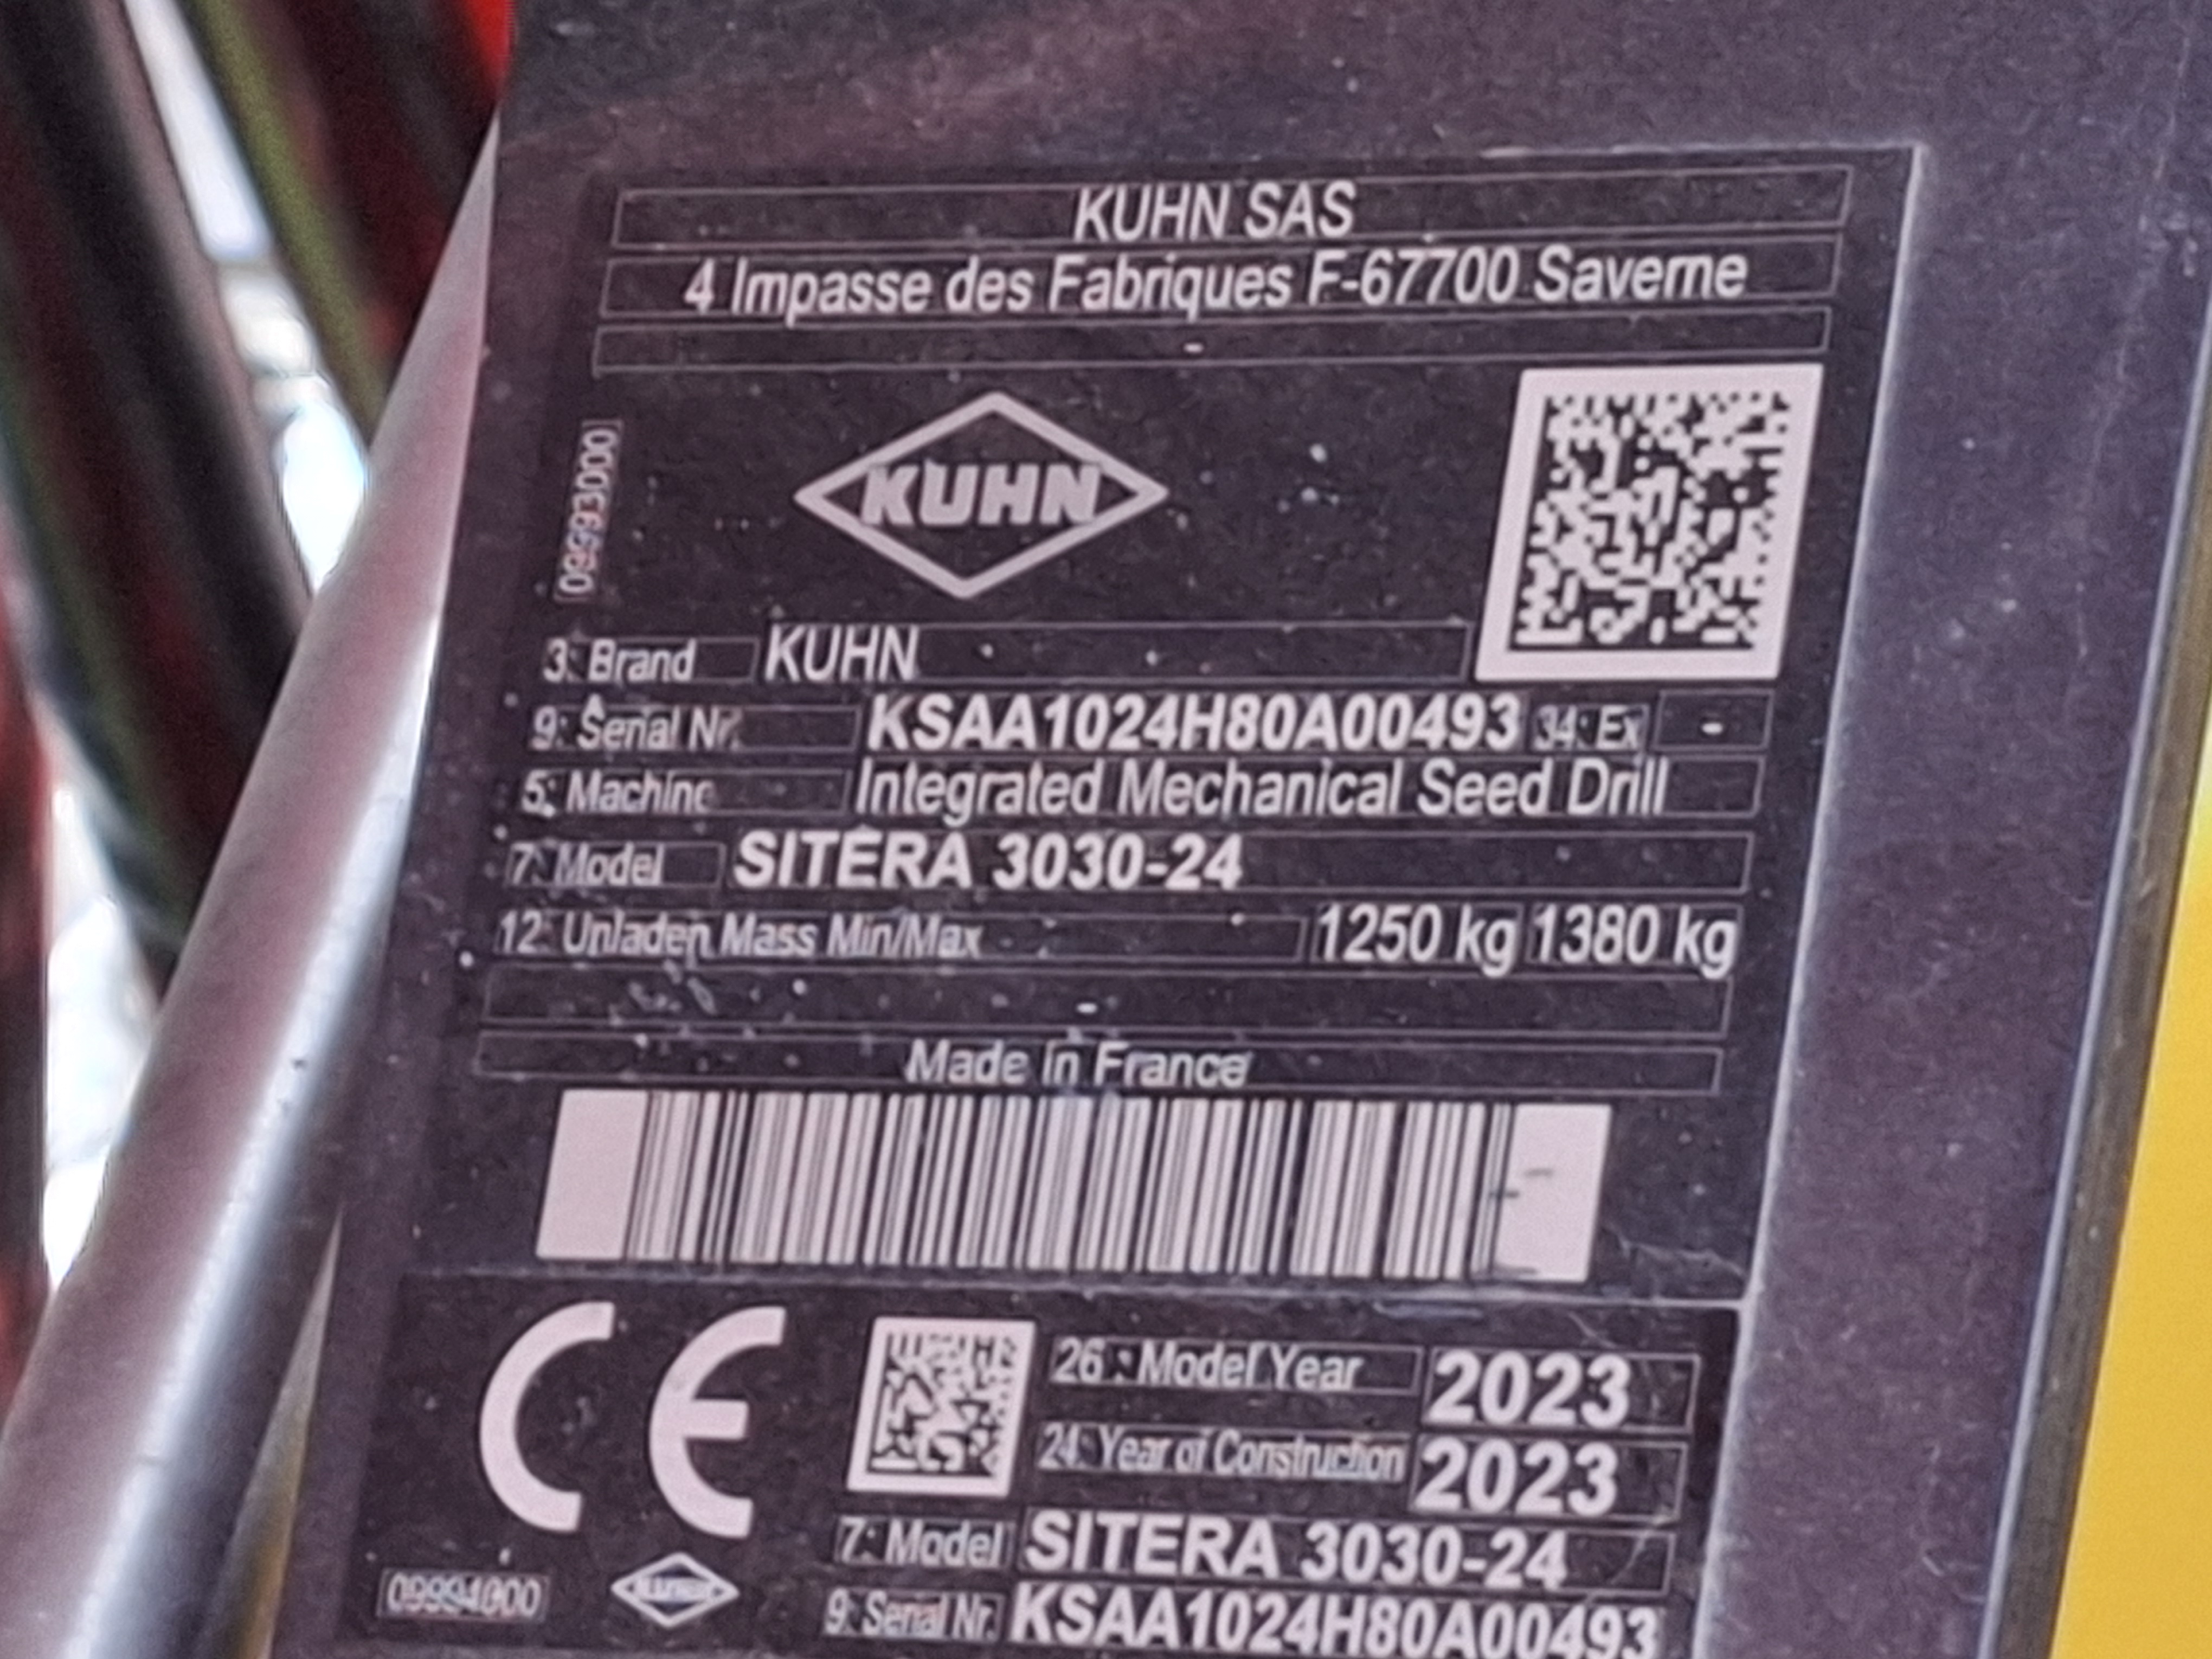 KUHN SAS
4 Impasse des Fabriques F-67700 Saverne
-
09993000
KUHN
3: Brand KUHN
9: Serial Nr. KSAA1024H80A00493 34: Ex -
5: Machine Integrated Mechanical Seed Drill
7: Model SITERA 3030-24
12: Unladen Mass Min/Max 1250 kg 1380 kg
-
Made in France
CE
26: Model Year 2023
24: Year of Construction 2023
7: Model SITERA 3030-24
09994000
KUHN
9: Serial Nr. KSAA1024H80A00493